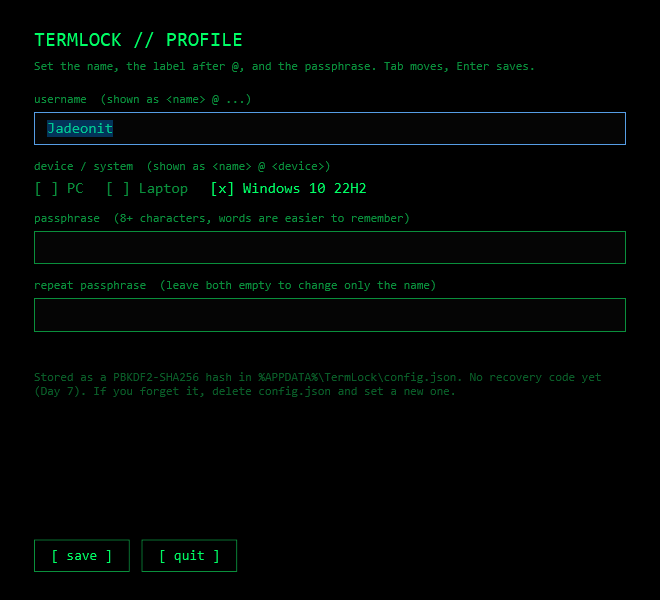 TERMLOCK // PROFILE
Set the name, the label after @, and the passphrase. Tab moves, Enter saves.
username  (shown as <name> @ ...)
Jadeonit
device / system  (shown as <name> @ <device>)
[ ] PC  [ ] Laptop  [x] Windows 10 22H2
passphrase  (8+ characters, words are easier to remember)
repeat passphrase  (leave both empty to change only the name)
Stored as a PBKDF2-SHA256 hash in %APPDATA%\TermLock\config.json. No recovery code yet
(Day 7). If you forget it, delete config.json and set a new one.
[ save ]  [ quit ]